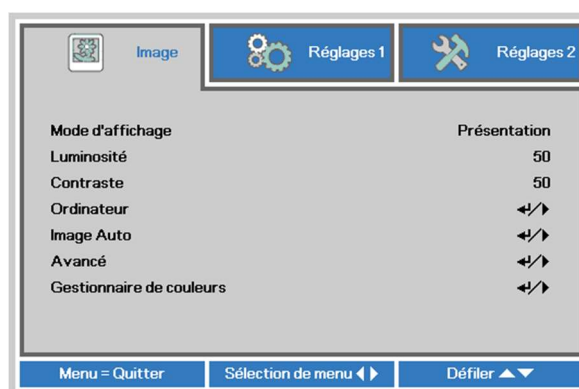 Image Réglages 1 Réglages 2
Mode d'affichage Présentation
Luminosité 50
Contraste 50
Ordinateur
Image Auto
Avancé
Gestionnaire de couleurs
Menu = Quitter Sélection de menu Défiler